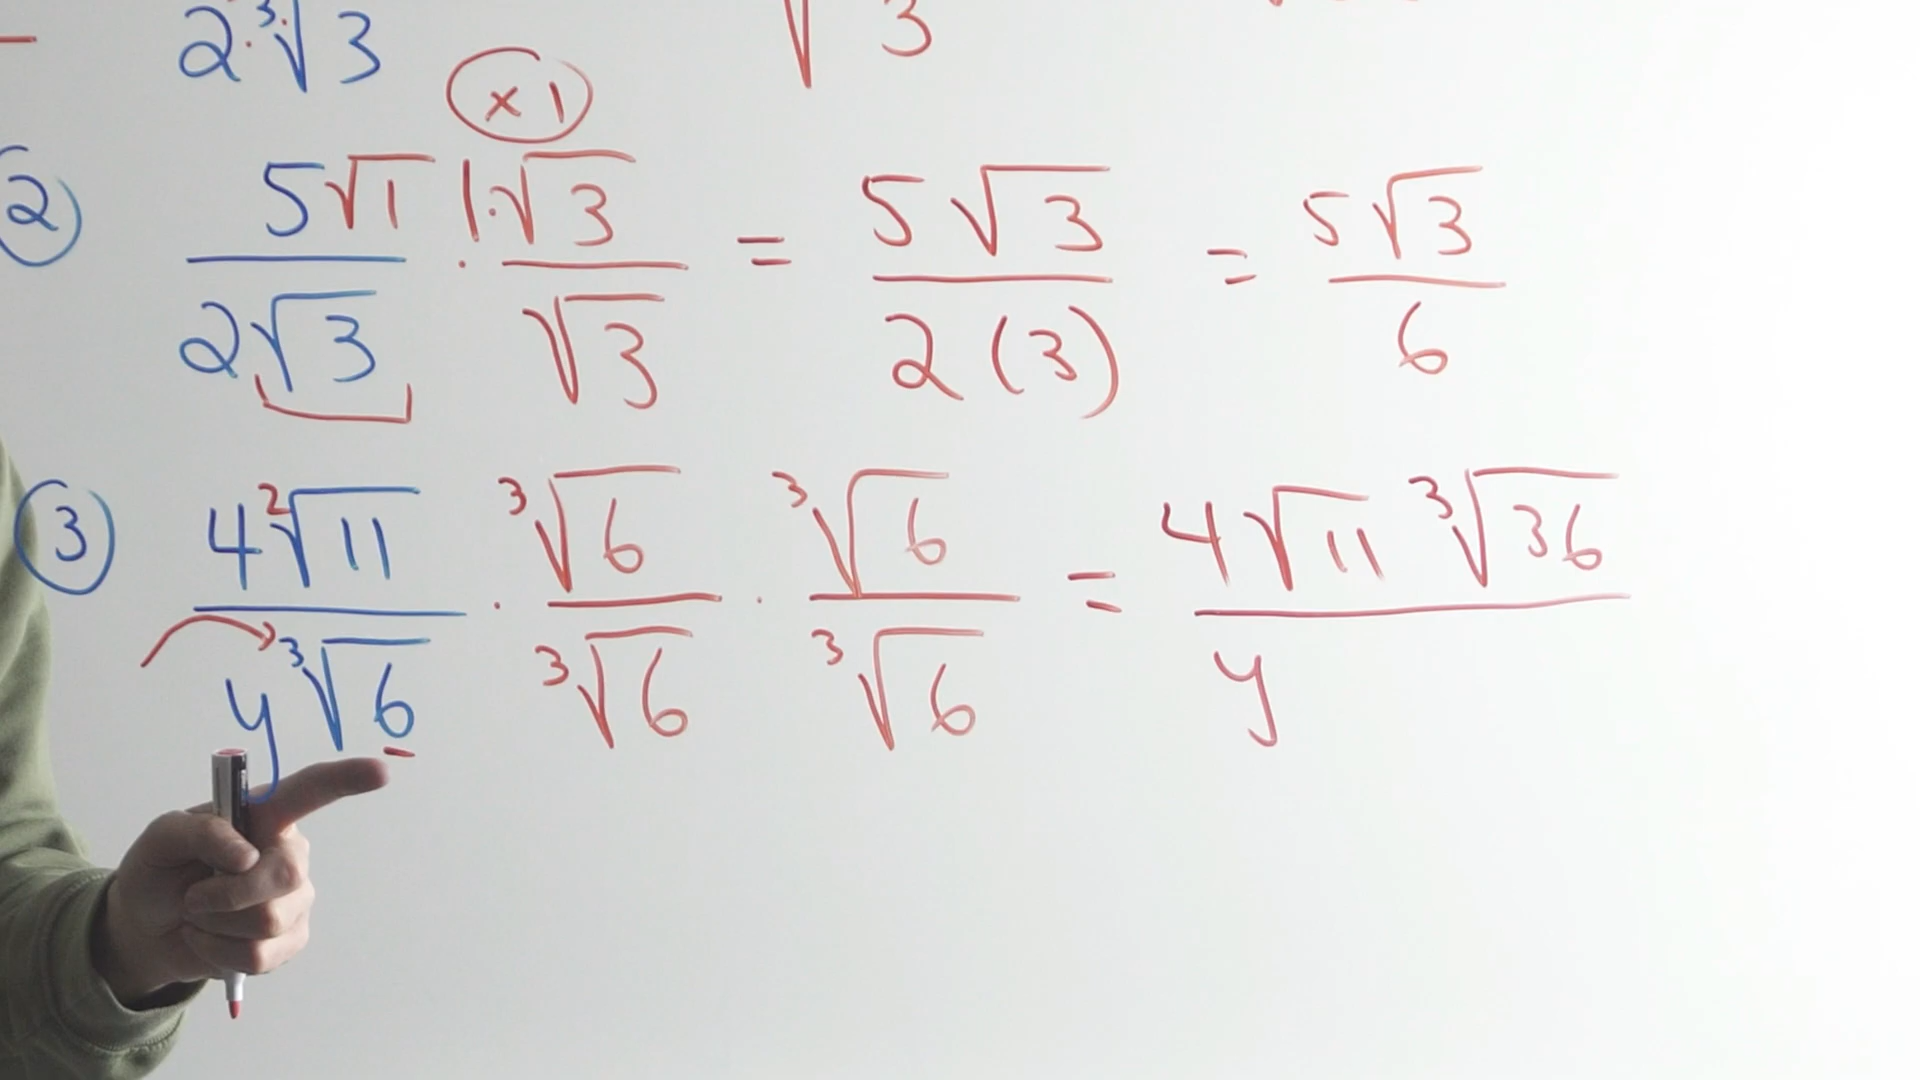 2·∛3 √3
×1
② 5√1/2√3 · 1·√3/√3 = 5√3/2(3) = 5√3/6
③ 4²√11/y∛6 · ∛6/∛6 · ∛6/∛6 = 4√11 ∛36/y